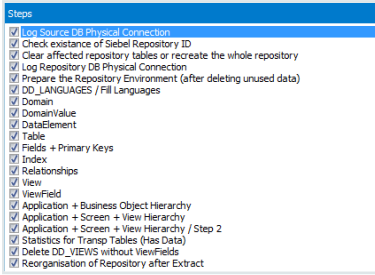 Steps
Log Source DB Physical Connection
Check existance of Siebel Repository ID
Clear affected repository tables or recreate the whole repository
Log Repository DB Physical Connection
Prepare the Repository Environment (after deleting unused data)
DD_LANGUAGES / Fill Languages
Domain
DomainValue
DataElement
Table
Fields + Primary Keys
Index
Relationships
View
ViewField
Application + Business Object Hierarchy
Application + Screen + View Hierarchy
Application + Screen + View Hierarchy / Step 2
Statistics for Transp Tables (Has Data)
Delete DD_VIEWS without ViewFields
Reorganisation of Repository after Extract